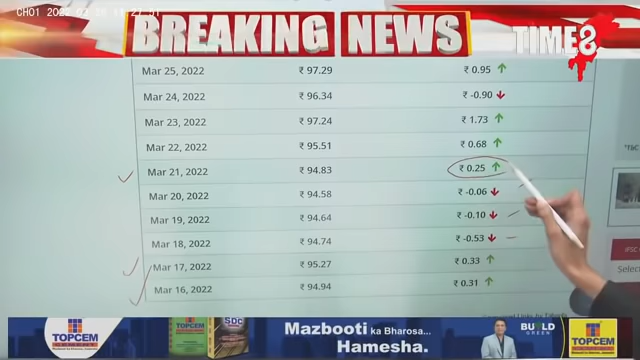 BREAKING NEWS
TIME8
Mar 25, 2022 ₹ 97.29 ₹ 0.95
Mar 24, 2022 ₹ 96.34 ₹ -0.90
Mar 23, 2022 ₹ 97.24 ₹ 1.73
Mar 22, 2022 ₹ 95.51 ₹ 0.68
Mar 21, 2022 ₹ 94.83 ₹ 0.25
Mar 20, 2022 ₹ 94.58 ₹ -0.06
Mar 19, 2022 ₹ 94.64 ₹ -0.10
Mar 18, 2022 ₹ 94.74 ₹ -0.53
Mar 17, 2022 ₹ 95.27 ₹ 0.33
Mar 16, 2022 ₹ 94.94 ₹ 0.31
TOPCEM
CEMENT
SDC
Mazbooti ka Bharosa...
Hamesha.
BUILD
GREEN
TOPCEM
CEMENT